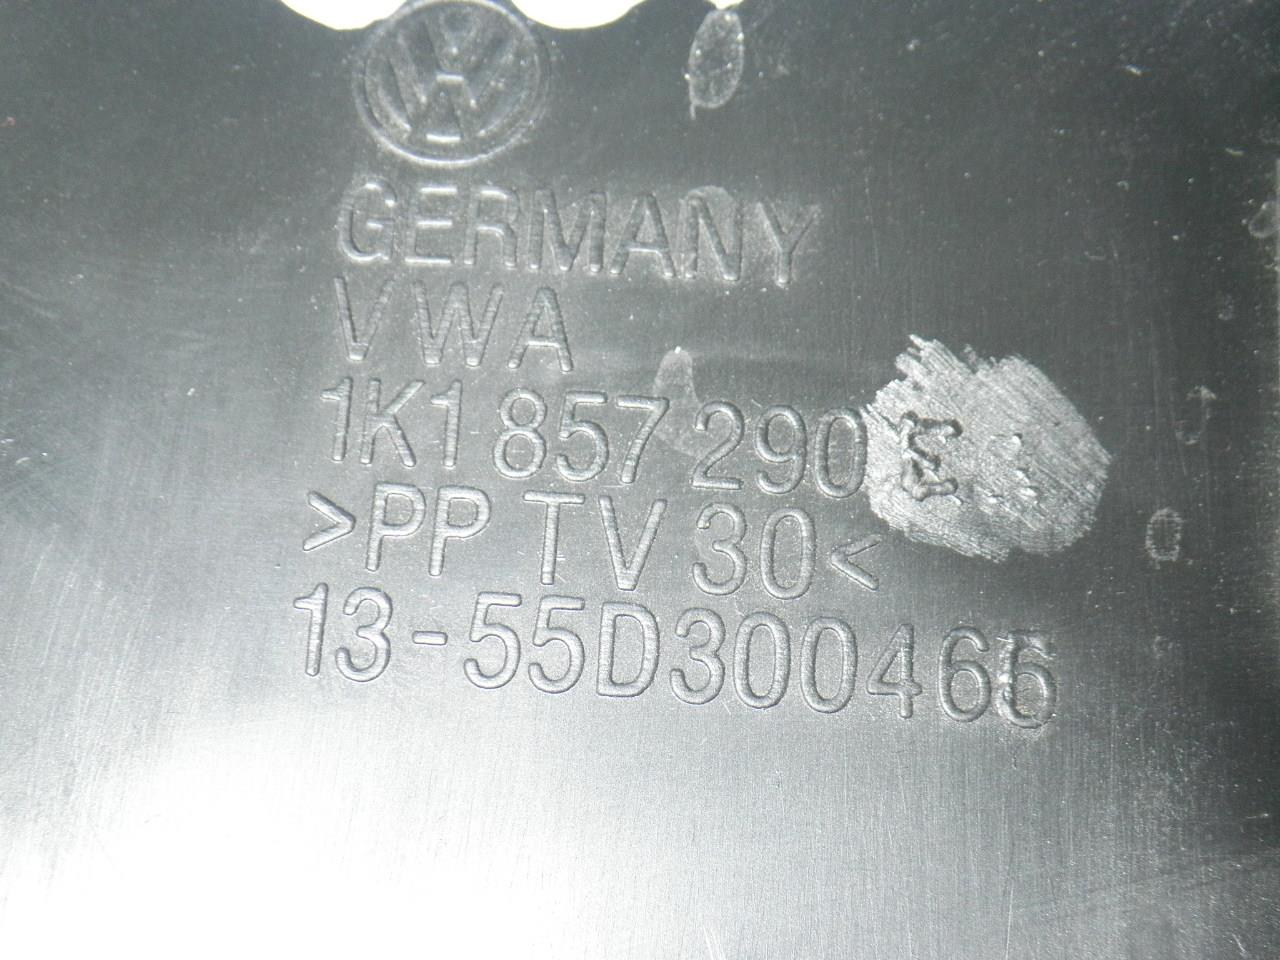 GERMANY
VWA
1K1 857 290
>PP TV 30<
13-55D300466